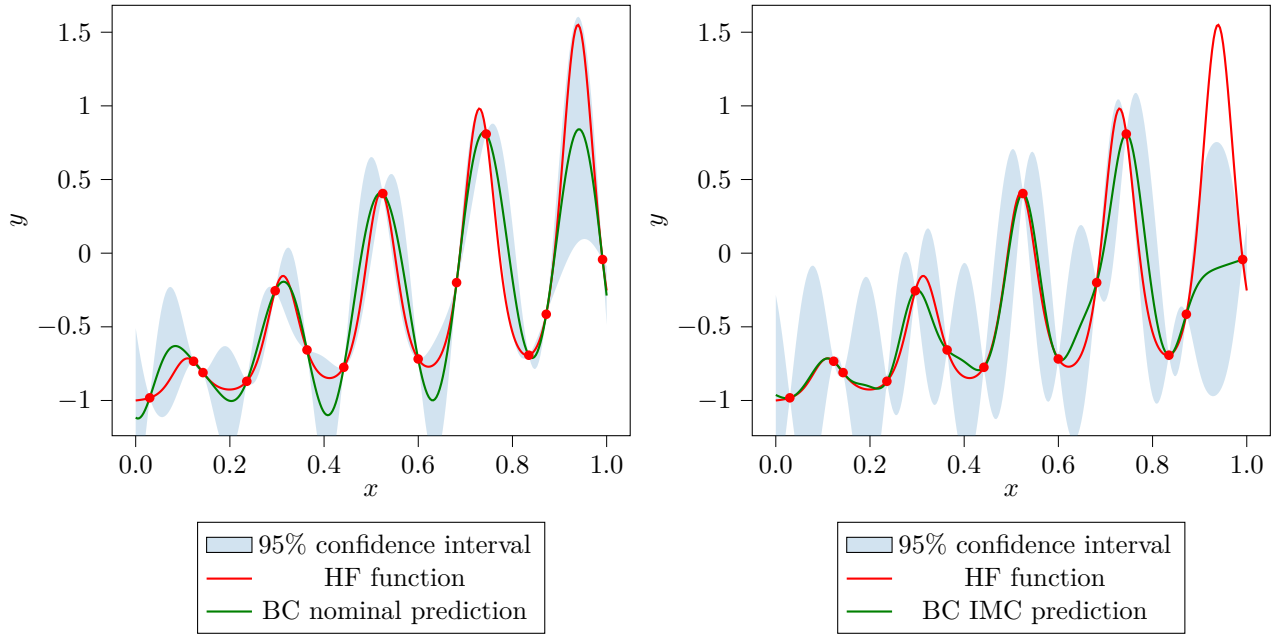 1.5
1
0.5
0
−0.5
−1
y
0.0 0.2 0.4 0.6 0.8 1.0
x
95% confidence interval
HF function
BC nominal prediction
1.5
1
0.5
0
−0.5
−1
y
0.0 0.2 0.4 0.6 0.8 1.0
x
95% confidence interval
HF function
BC IMC prediction